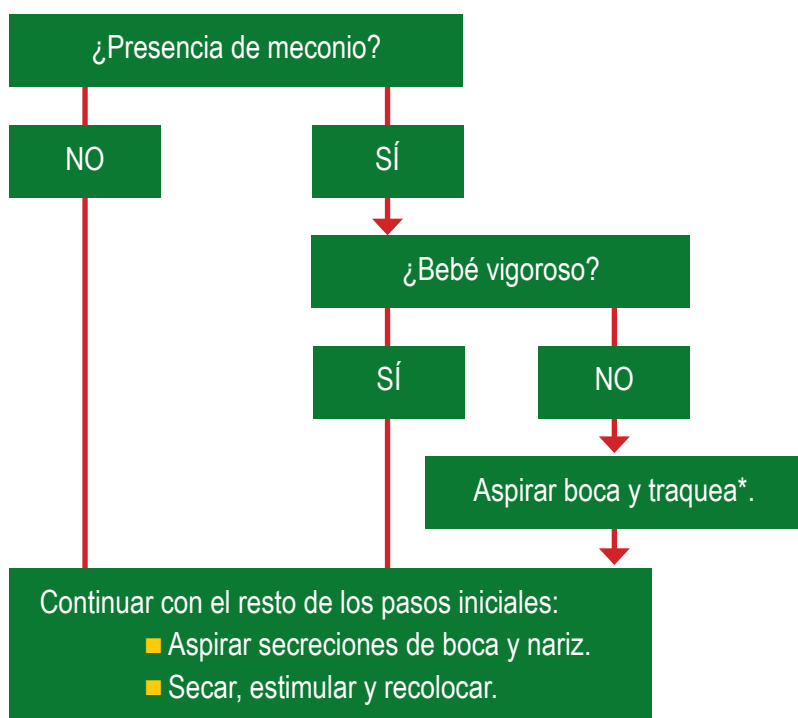 ¿Presencia de meconio?
NO
SÍ
¿Bebé vigoroso?
SÍ
NO
Aspirar boca y traquea*.
Continuar con el resto de los pasos iniciales:
Aspirar secreciones de boca y nariz.
Secar, estimular y recolocar.